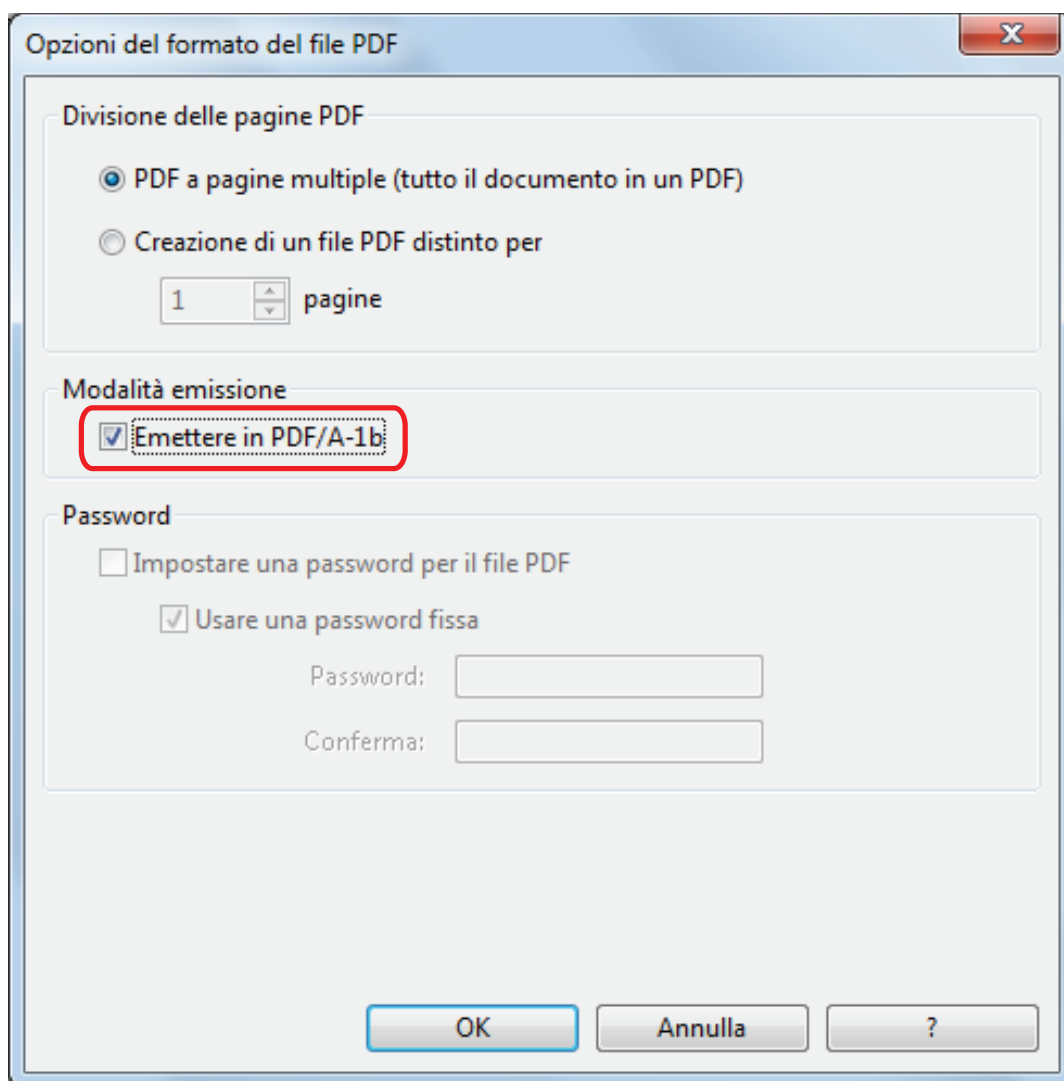 Opzioni del formato del file PDF
Divisione delle pagine PDF
PDF a pagine multiple (tutto il documento in un PDF)
Creazione di un file PDF distinto per
1 pagine
Modalità emissione
Emettere in PDF/A-1b
Password
Impostare una password per il file PDF
Usare una password fissa
Password:
Conferma:
OK Annulla ?